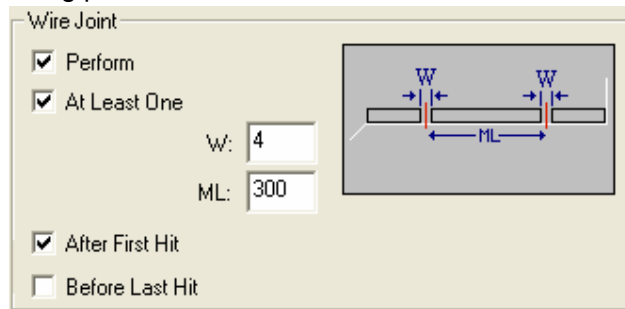 Wire Joint
Perform
At Least One
W: 4
ML: 300
After First Hit
Before Last Hit
W W
ML